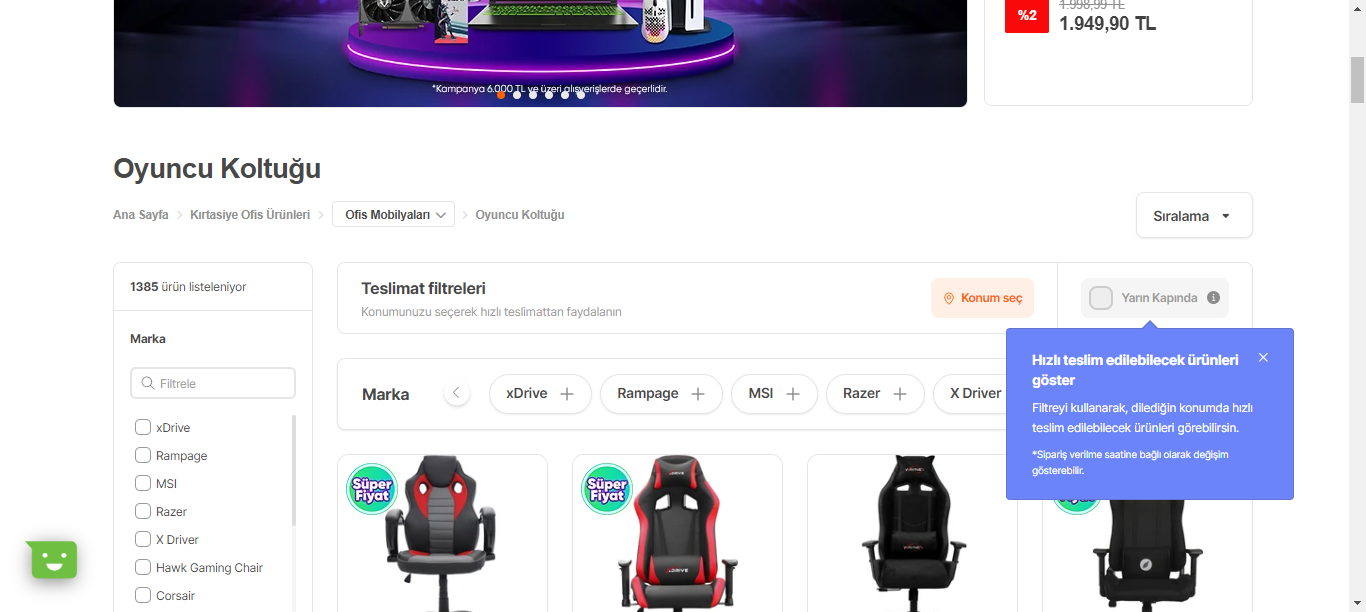 %2
1.998,99 TL
1.949,90 TL
*Kampanya 6.000 TL ve üzeri alışverişlerde geçerlidir.
Oyuncu Koltuğu
Ana Sayfa
Kırtasiye Ofis Ürünleri
Ofis Mobilyaları
Oyuncu Koltuğu
Sıralama
1385 ürün listeleniyor
Marka
Filtrele
xDrive
Rampage
MSI
Razer
X Driver
Hawk Gaming Chair
Corsair
Teslimat filtreleri
Konumunuzu seçerek hızlı teslimattan faydalanın
Konum seç
Yarın Kapında
Hızlı teslim edilebilecek ürünleri
göster
Filtreyi kullanarak, dilediğin konumda hızlı
teslim edilebilecek ürünleri görebilirsin.
*Sipariş verilme saatine bağlı olarak değişim
gösterebilir.
Marka
xDrive
Rampage
MSI
Razer
X Driver
Süper
Fiyat
Süper
Fiyat
XDRIVE